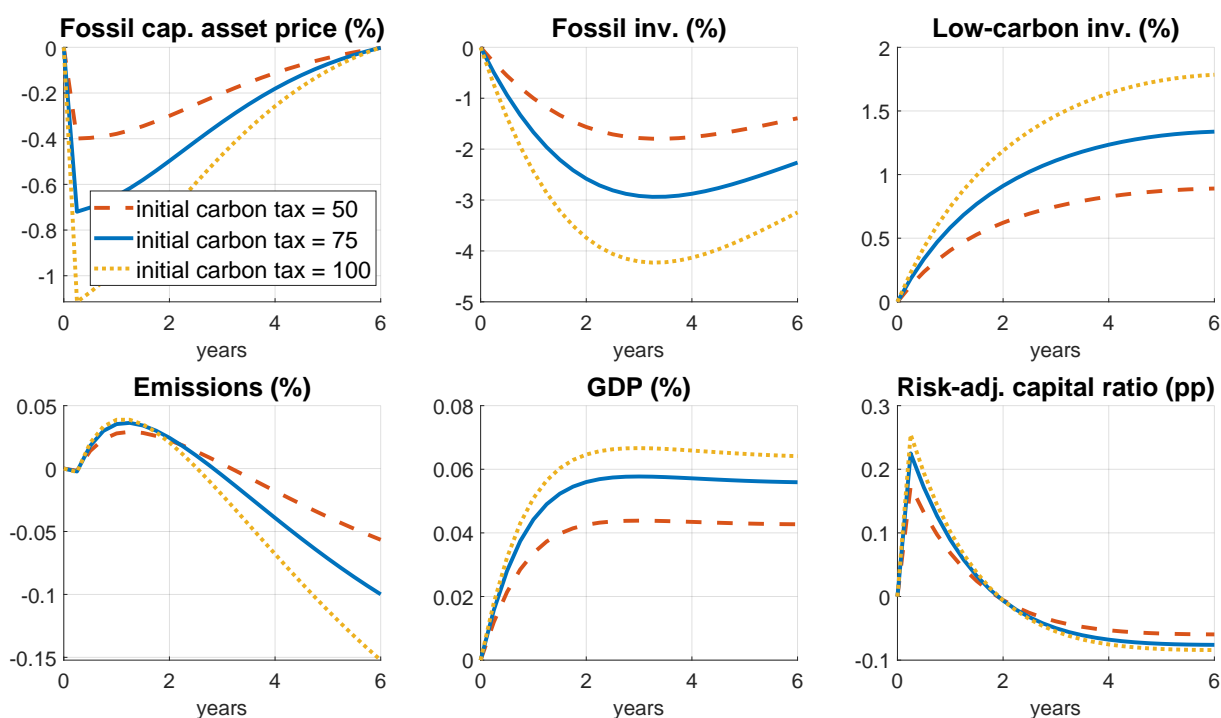 Fossil cap. asset price (%)
0
-0.2
-0.4
-0.6
-0.8
-1
initial carbon tax = 50
initial carbon tax = 75
initial carbon tax = 100
0 2 4 6
years
Fossil inv. (%)
0
-1
-2
-3
-4
-5
0 2 4 6
years
Low-carbon inv. (%)
2
1.5
1
0.5
0
0 2 4 6
years
Emissions (%)
0.05
0
-0.05
-0.1
-0.15
0 2 4 6
years
GDP (%)
0.08
0.06
0.04
0.02
0
0 2 4 6
years
Risk-adj. capital ratio (pp)
0.3
0.2
0.1
0
-0.1
0 2 4 6
years